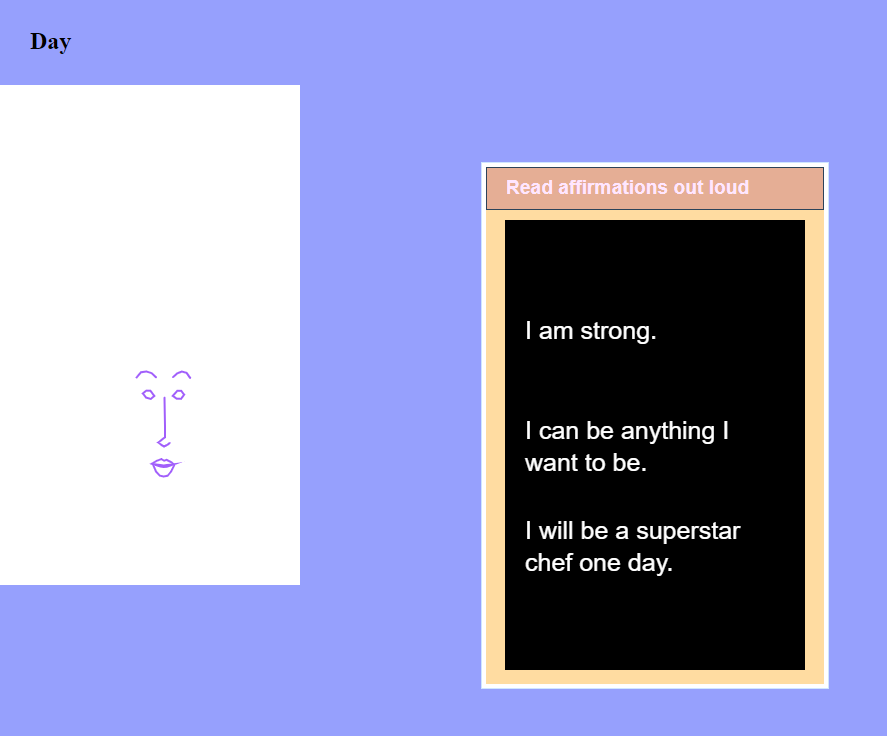 Day
Read affirmations out loud
I am strong.
I can be anything I
want to be.
I will be a superstar
chef one day.